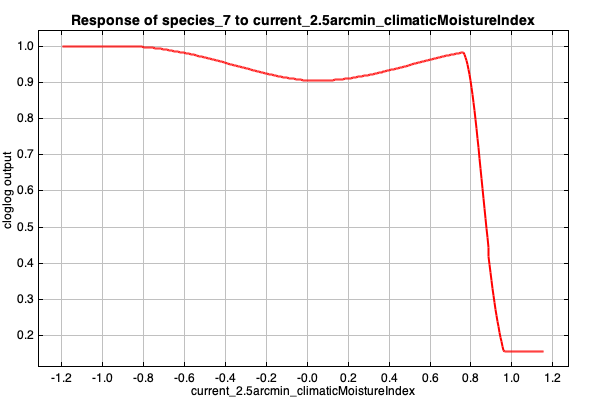 Response of species_7 to current_2.5arcmin_climaticMoistureIndex
1.0
0.9
0.8
0.7
0.6
0.5
0.4
0.3
0.2
cloglog output
-1.2 -1.0 -0.8 -0.6 -0.4 -0.2 -0.0 0.2 0.4 0.6 0.8 1.0 1.2
current_2.5arcmin_climaticMoistureIndex